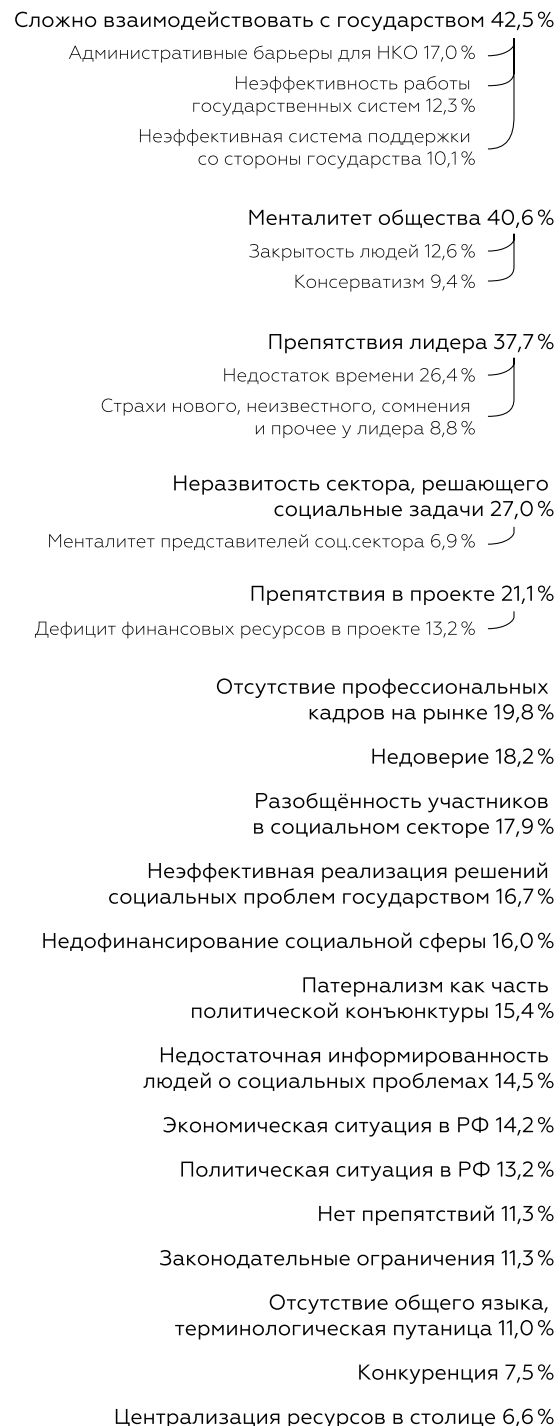 Сложно взаимодействовать с государством 42,5 %
Административные барьеры для НКО 17,0 %
Неэффективность работы
государственных систем 12,3 %
Неэффективная система поддержки
со стороны государства 10,1 %
Менталитет общества 40,6 %
Закрытость людей 12,6 %
Консерватизм 9,4 %
Препятствия лидера 37,7 %
Недостаток времени 26,4 %
Страхи нового, неизвестного, сомнения
и прочее у лидера 8,8 %
Неразвитость сектора, решающего
социальные задачи 27,0 %
Менталитет представителей соц.сектора 6,9 %
Препятствия в проекте 21,1 %
Дефицит финансовых ресурсов в проекте 13,2 %
Отсутствие профессиональных
кадров на рынке 19,8 %
Недоверие 18,2 %
Разобщённость участников
в социальном секторе 17,9 %
Неэффективная реализация решений
социальных проблем государством 16,7 %
Недофинансирование социальной сферы 16,0 %
Патернализм как часть
политической конъюнктуры 15,4 %
Недостаточная информированность
людей о социальных проблемах 14,5 %
Экономическая ситуация в РФ 14,2 %
Политическая ситуация в РФ 13,2 %
Нет препятствий 11,3 %
Законодательные ограничения 11,3 %
Отсутствие общего языка,
терминологическая путаница 11,0 %
Конкуренция 7,5 %
Централизация ресурсов в столице 6,6 %